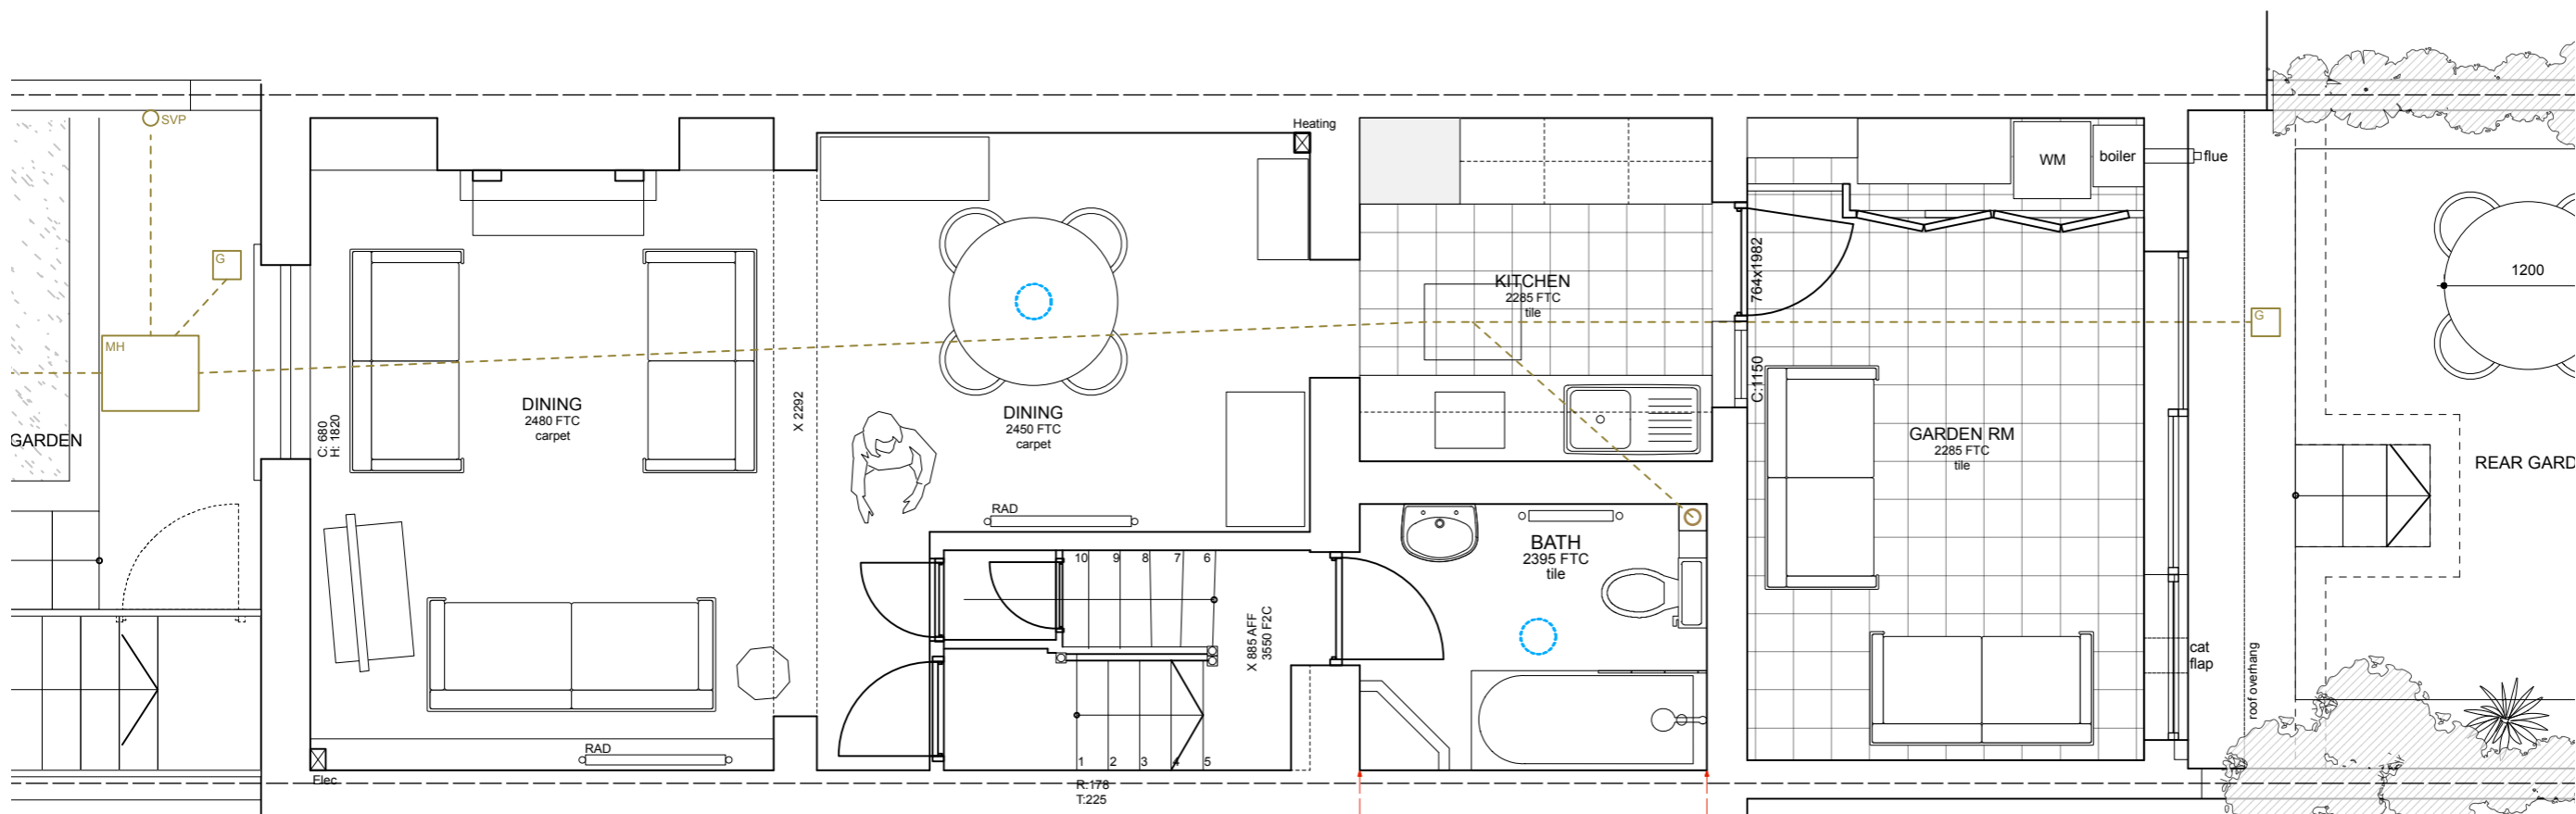 SVP
G
MH
GARDEN
C: 680
H: 1820
DINING
2480 FTC
carpet
X 2292
RAD
Elec
DINING
2450 FTC
carpet
RAD
Heating
10 9 8 7 6
1 2 3 4 5
R:178
T:225
X 885 AFF
3550 F2C
KITCHEN
2285 FTC
tile
764x1982
C:1150
BATH
2395 FTC
tile
WM
boiler
flue
GARDEN RM
2285 FTC
tile
cat
flap
roof overhang
G
1200
REAR GARD